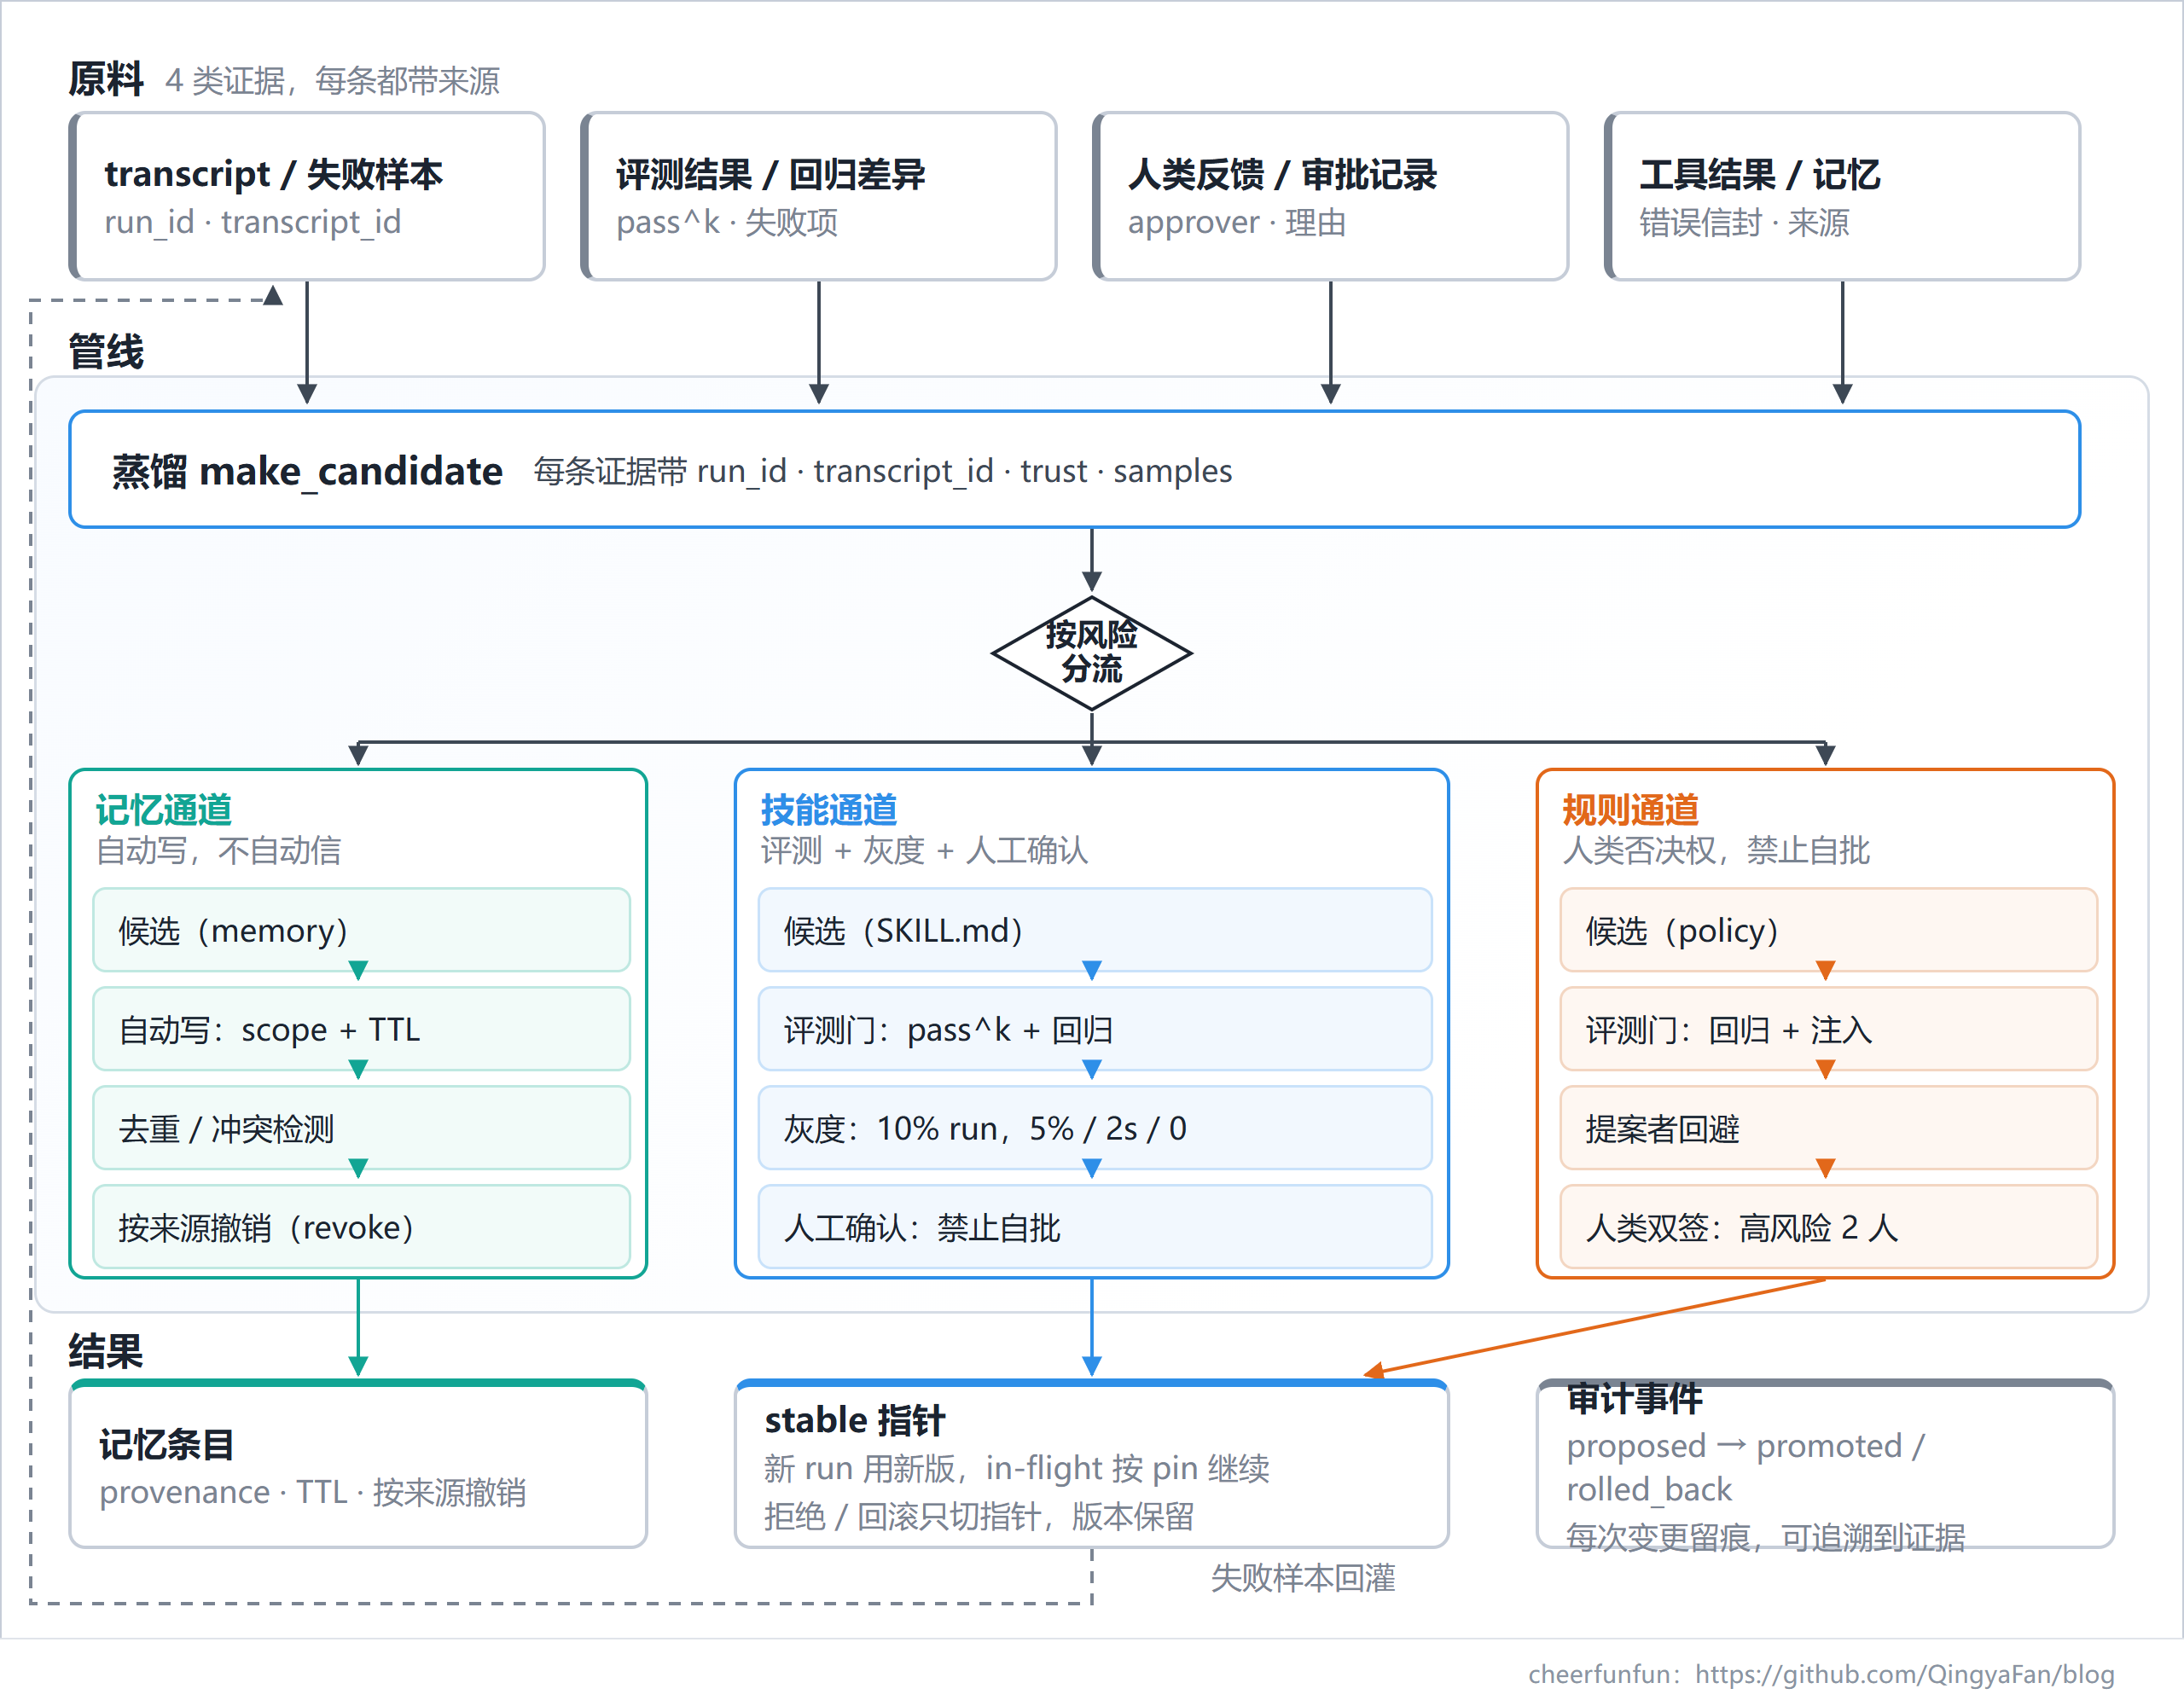 原料 4 类证据，每条都带来源
transcript / 失败样本
run_id · transcript_id
评测结果 / 回归差异
pass^k · 失败项
人类反馈 / 审批记录
approver · 理由
工具结果 / 记忆
错误信封 · 来源
管线
蒸馏 make_candidate 每条证据带 run_id · transcript_id · trust · samples
按风险
分流
记忆通道
自动写，不自动信
候选（memory）
自动写：scope + TTL
去重 / 冲突检测
按来源撤销（revoke）
技能通道
评测 + 灰度 + 人工确认
候选（SKILL.md）
评测门：pass^k + 回归
灰度：10% run，5% / 2s / 0
人工确认：禁止自批
规则通道
人类否决权，禁止自批
候选（policy）
评测门：回归 + 注入
提案者回避
人类双签：高风险 2 人
结果
记忆条目
provenance · TTL · 按来源撤销
stable 指针
新 run 用新版，in-flight 按 pin 继续
拒绝 / 回滚只切指针，版本保留
审计事件
proposed → promoted /
rolled_back
每次变更留痕，可追溯到证据
失败样本回灌
cheerfunfun：https://github.com/QingyaFan/blog